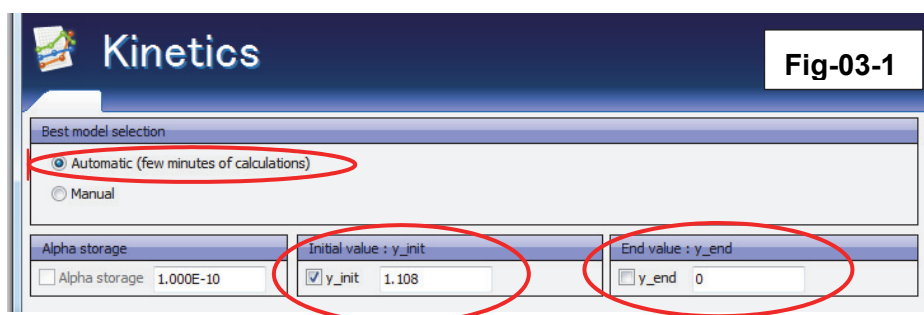 Kinetics
Fig-03-1
Best model selection
Automatic (few minutes of calculations)
Manual
Alpha storage
Initial value : y_init
End value : y_end
Alpha storage 1.000E-10
y_init 1.108
y_end 0